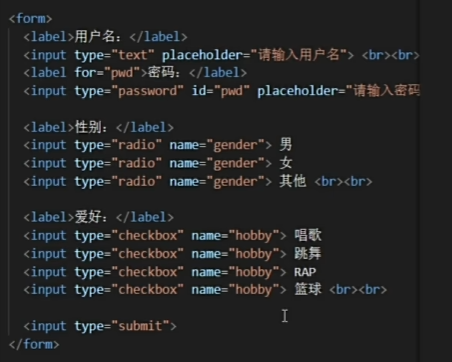 <form>
<label>用户名：</label>
<input type="text" placeholder="请输入用户名"> <br><br>
<label for="pwd">密码：</label>
<input type="password" id="pwd" placeholder="请输入密码
<label>性别：</label>
<input type="radio" name="gender"> 男
<input type="radio" name="gender"> 女
<input type="radio" name="gender"> 其他 <br><br>
<label>爱好：</label>
<input type="checkbox" name="hobby"> 唱歌
<input type="checkbox" name="hobby"> 跳舞
<input type="checkbox" name="hobby"> RAP
<input type="checkbox" name="hobby"> 篮球 <br><br>
<input type="submit">
</form>